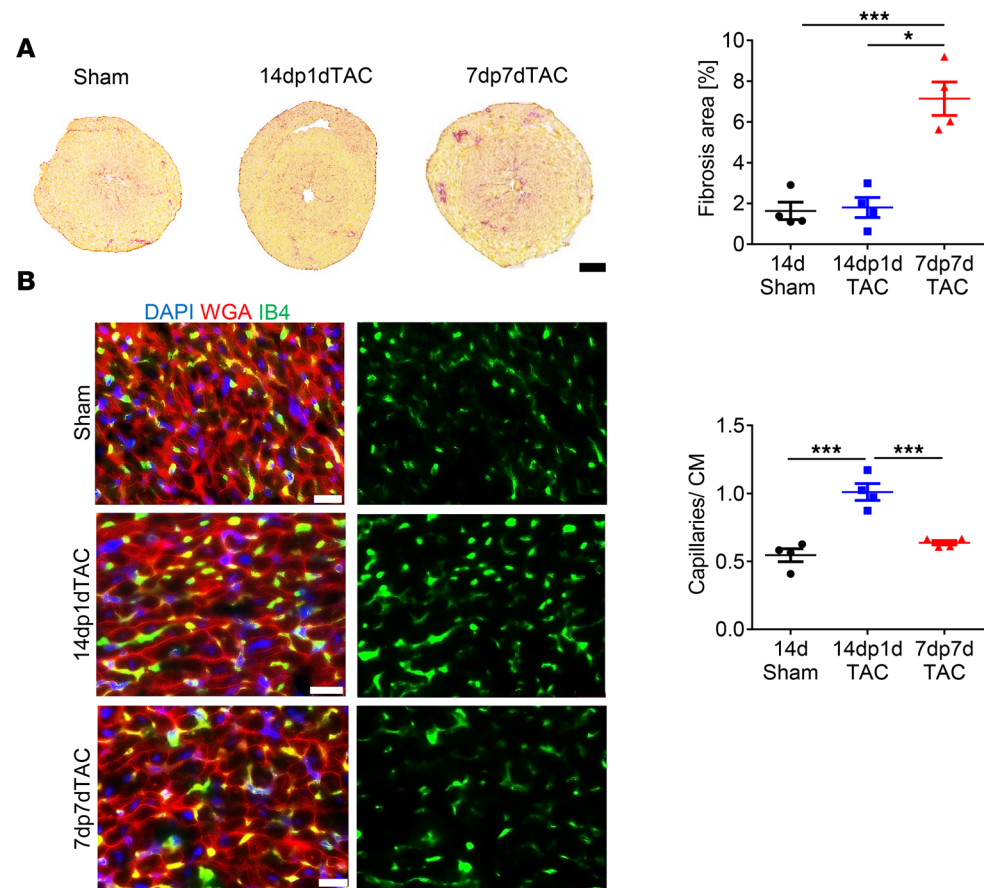 A
Sham
14dp1dTAC
7dp7dTAC
***
*
Fibrosis area [%]
10
8
6
4
2
0
14d
Sham
14dp1d
TAC
7dp7d
TAC
B
DAPI WGA IB4
Sham
14dp1dTAC
7dp7dTAC
*** ***
Capillaries/ CM
1.5
1.0
0.5
0.0
14d
Sham
14dp1d
TAC
7dp7d
TAC